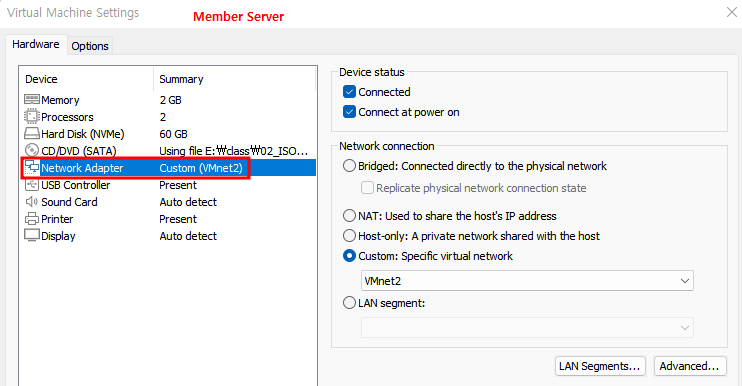 Virtual Machine Settings
Member Server
Hardware Options
Device Summary
Memory 2 GB
Processors 2
Hard Disk (NVMe) 60 GB
CD/DVD (SATA) Using file E:₩class₩02_ISO...
Network Adapter Custom (VMnet2)
USB Controller Present
Sound Card Auto detect
Printer Present
Display Auto detect
Device status
Connected
Connect at power on
Network connection
Bridged: Connected directly to the physical network
Replicate physical network connection state
NAT: Used to share the host's IP address
Host-only: A private network shared with the host
Custom: Specific virtual network
VMnet2
LAN segment:
LAN Segments... Advanced...